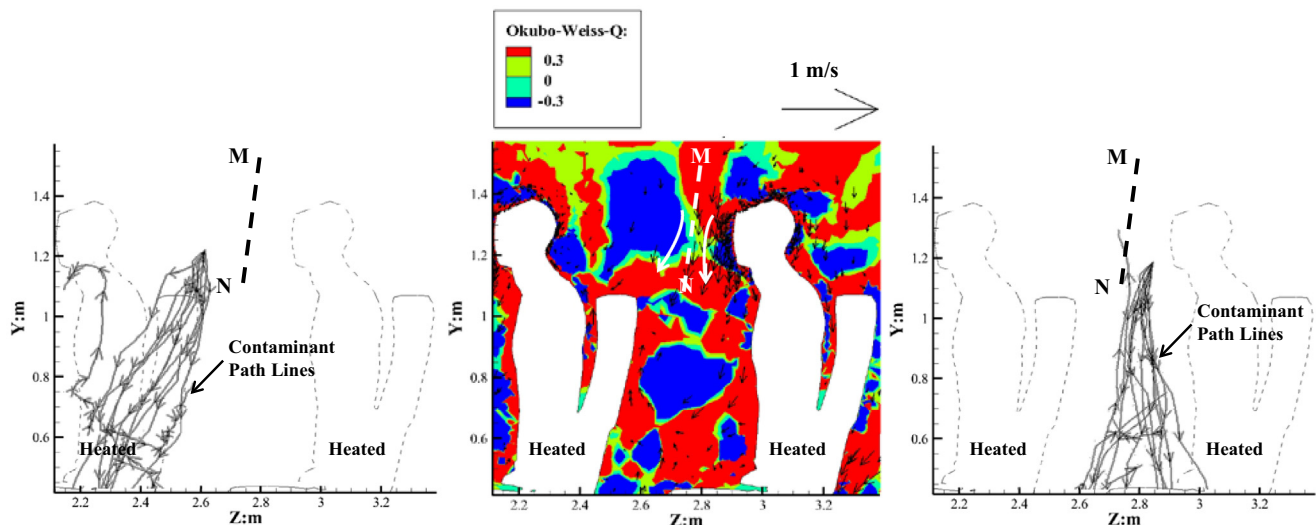 Okubo-Weiss-Q:
0.3
0
-0.3
1 m/s
M
N
Contaminant
Path Lines
Heated
Heated
Y:m
1.4
1.2
1
0.8
0.6
2.2
2.4
2.6
2.8
3
3.2
Z:m
M
N
Heated
Heated
Y:m
1.4
1.2
1
0.8
0.6
2.2
2.4
2.6
2.8
3
3.2
Z:m
M
N
Contaminant
Path Lines
Heated
Heated
Y:m
1.4
1.2
1
0.8
0.6
2.2
2.4
2.6
2.8
3
3.2
Z:m